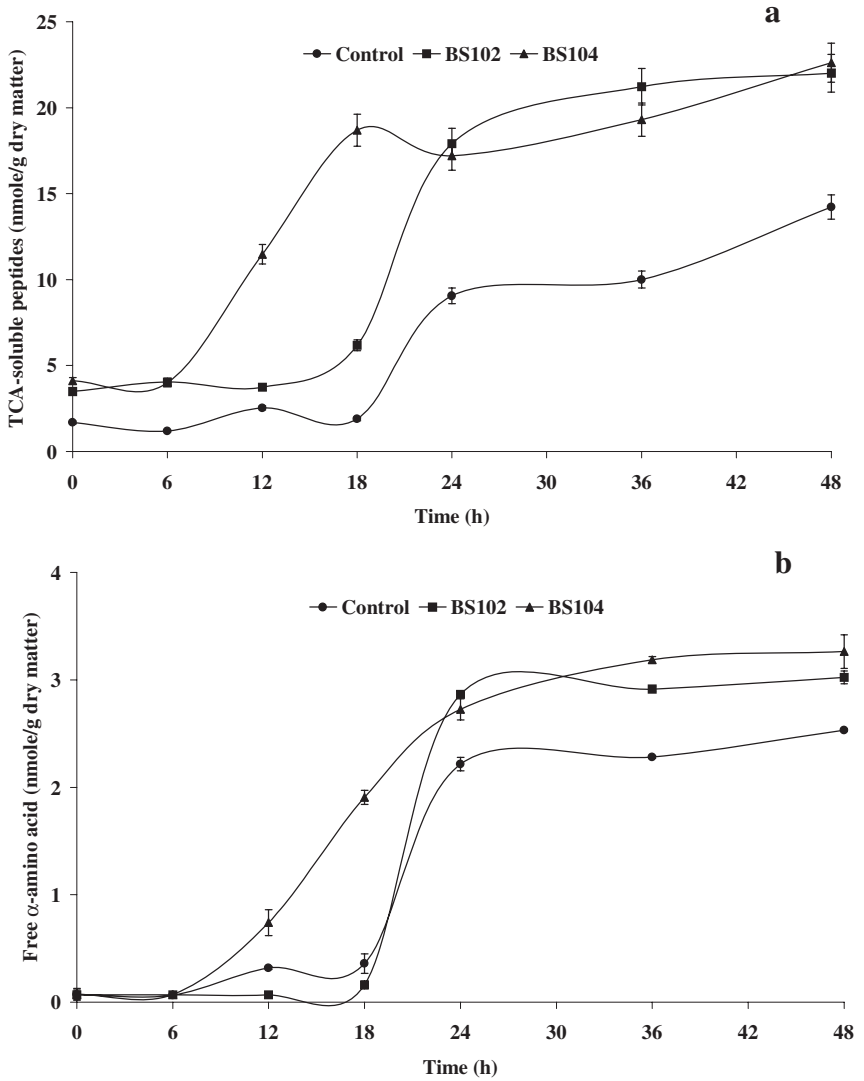 a
25
Control BS102 BS104
20
15
10
5
0
TCA-soluble peptides (nmole/g dry matter)
0 6 12 18 24 30 36 42 48
Time (h)
b
4
Control BS102 BS104
3
2
1
0
Free α-amino acid (nmole/g dry matter)
0 6 12 18 24 30 36 42 48
Time (h)